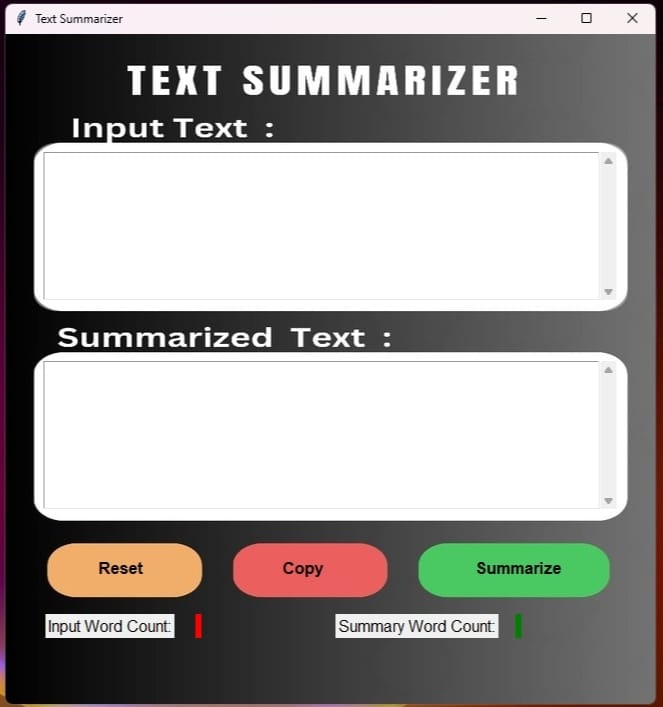 Text Summarizer
TEXT SUMMARIZER
Input Text :
Summarized Text :
Reset Copy Summarize
Input Word Count: Summary Word Count: